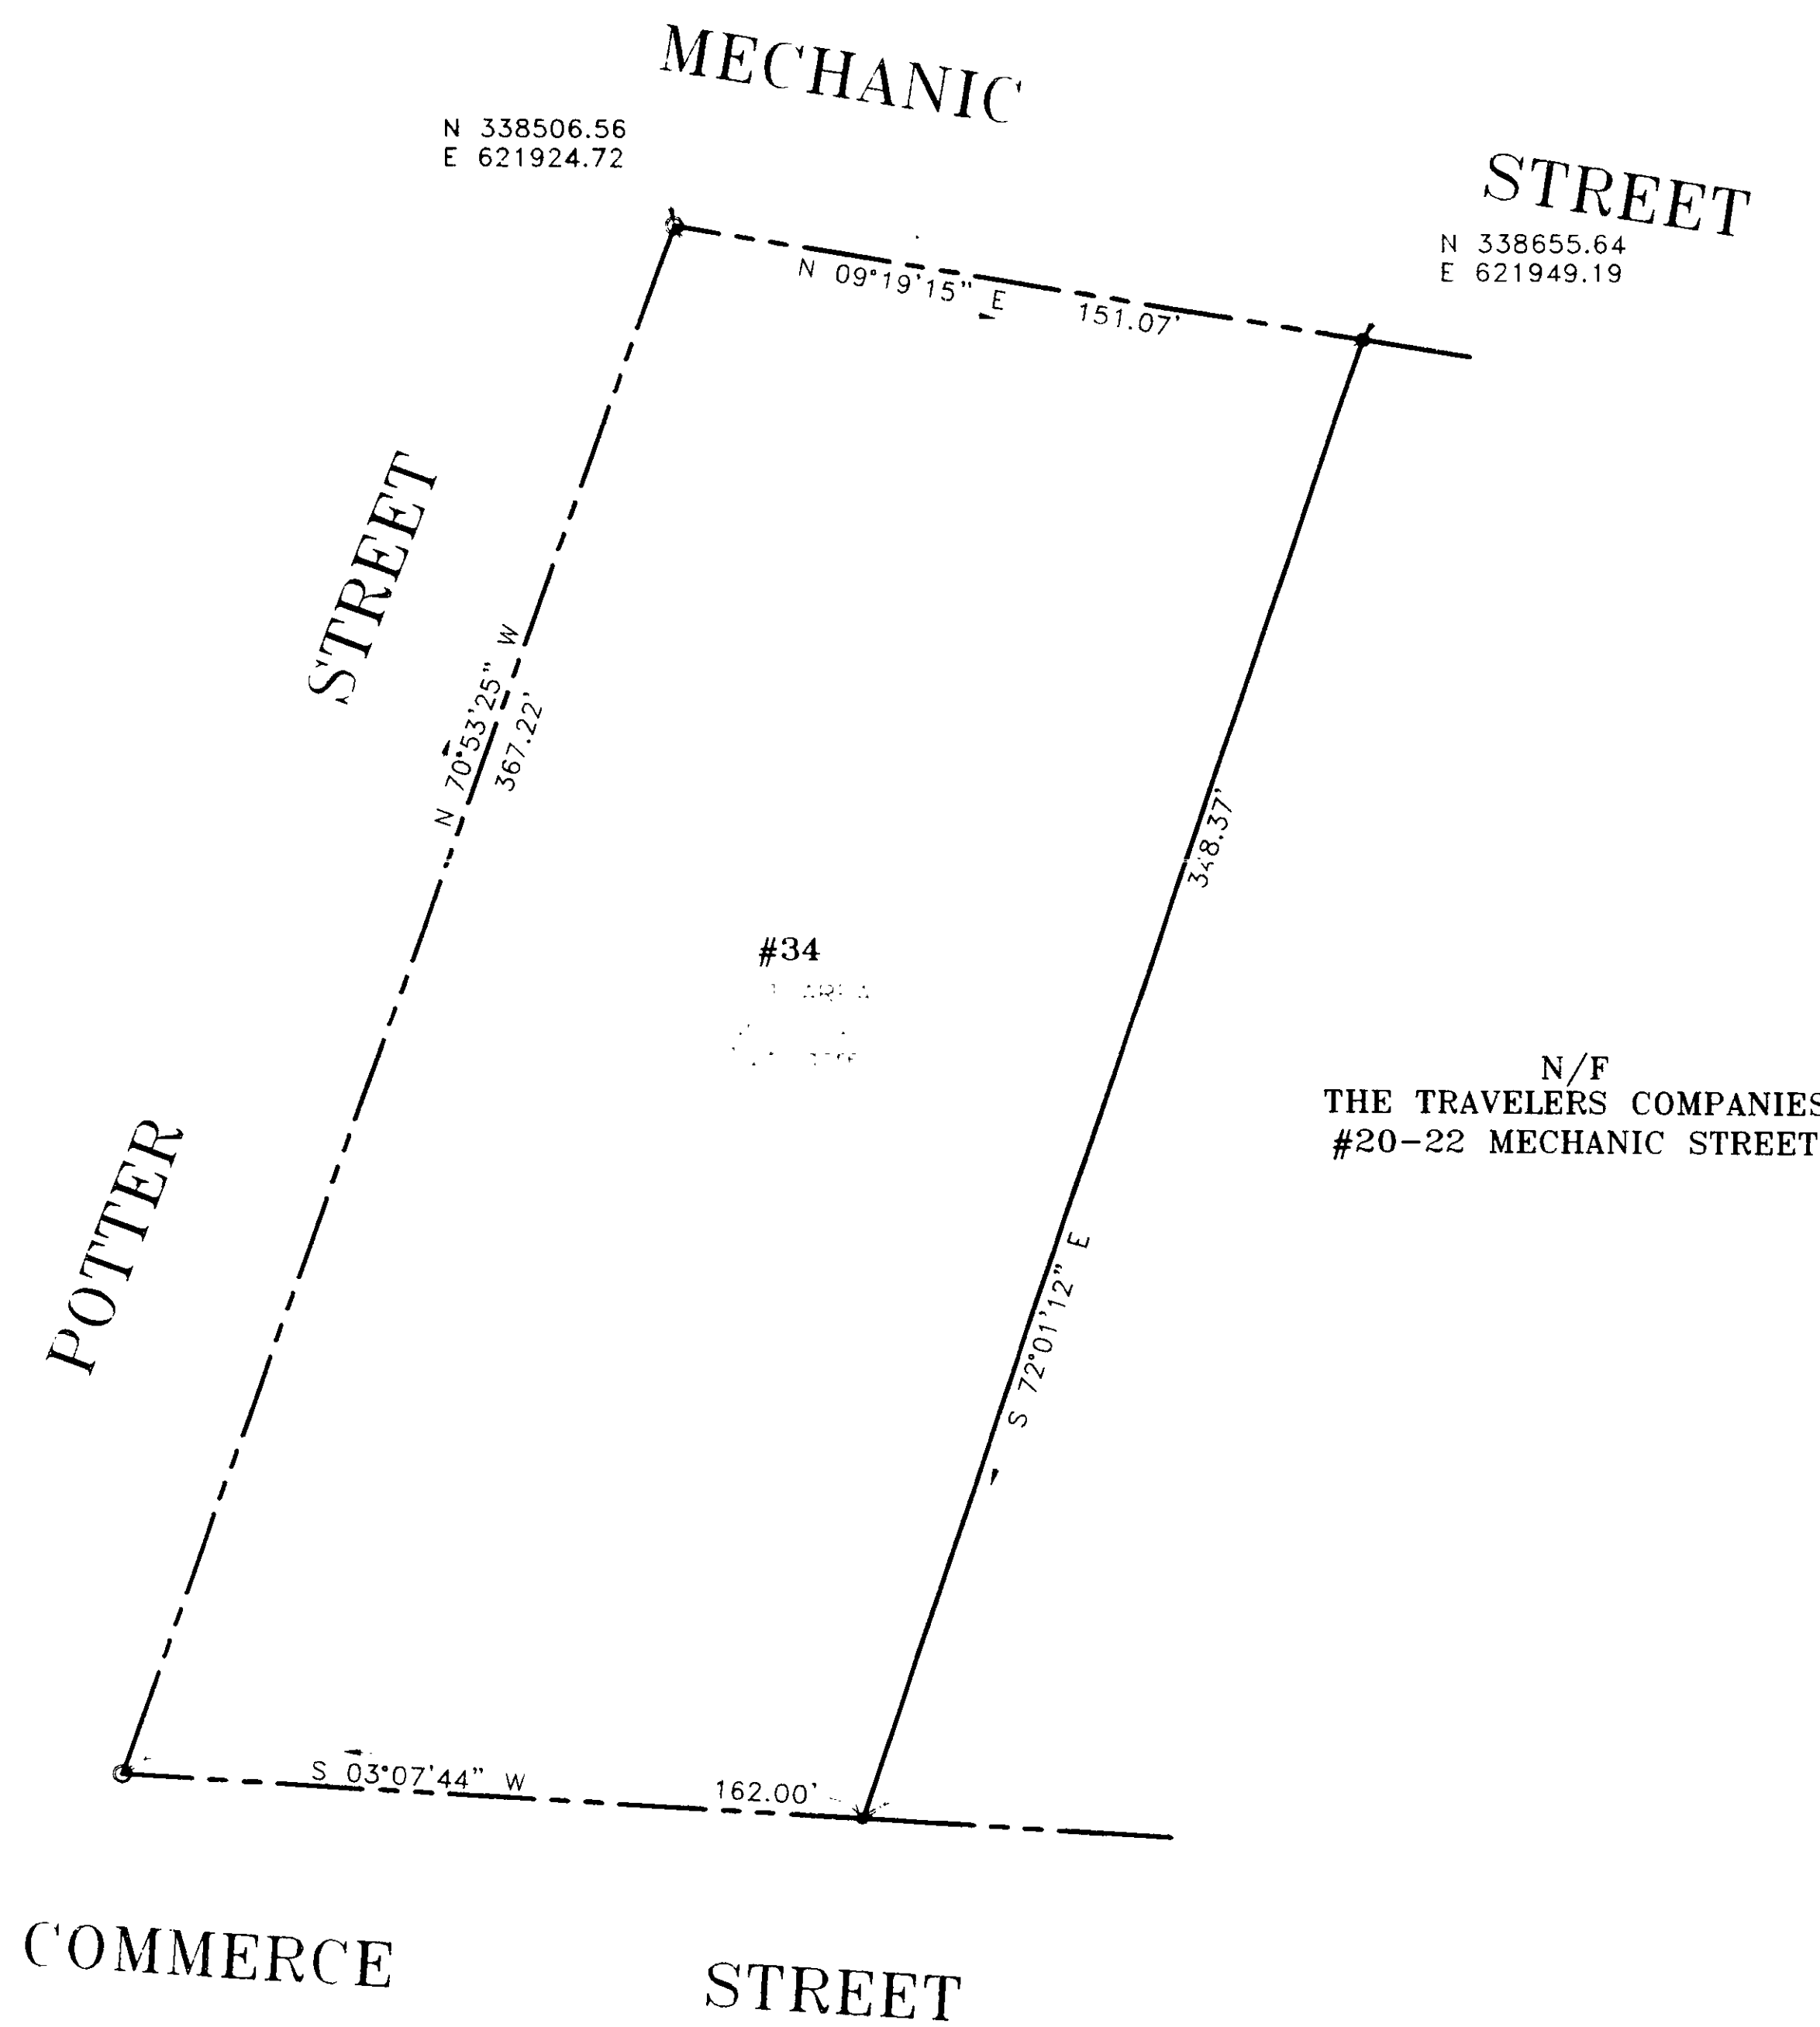 MECHANIC
STREET
N 338506.56
E 621924.72
N 338655.64
E 621949.19
N 09°19'15" E
151.07'
STREET
POTTER
N 70°53'25" W
367.22'
348.37'
S 72°01'12" E
#34
N/F
THE TRAVELERS COMPANIES
#20-22 MECHANIC STREET
S 03°07'44" W
162.00'
COMMERCE
STREET